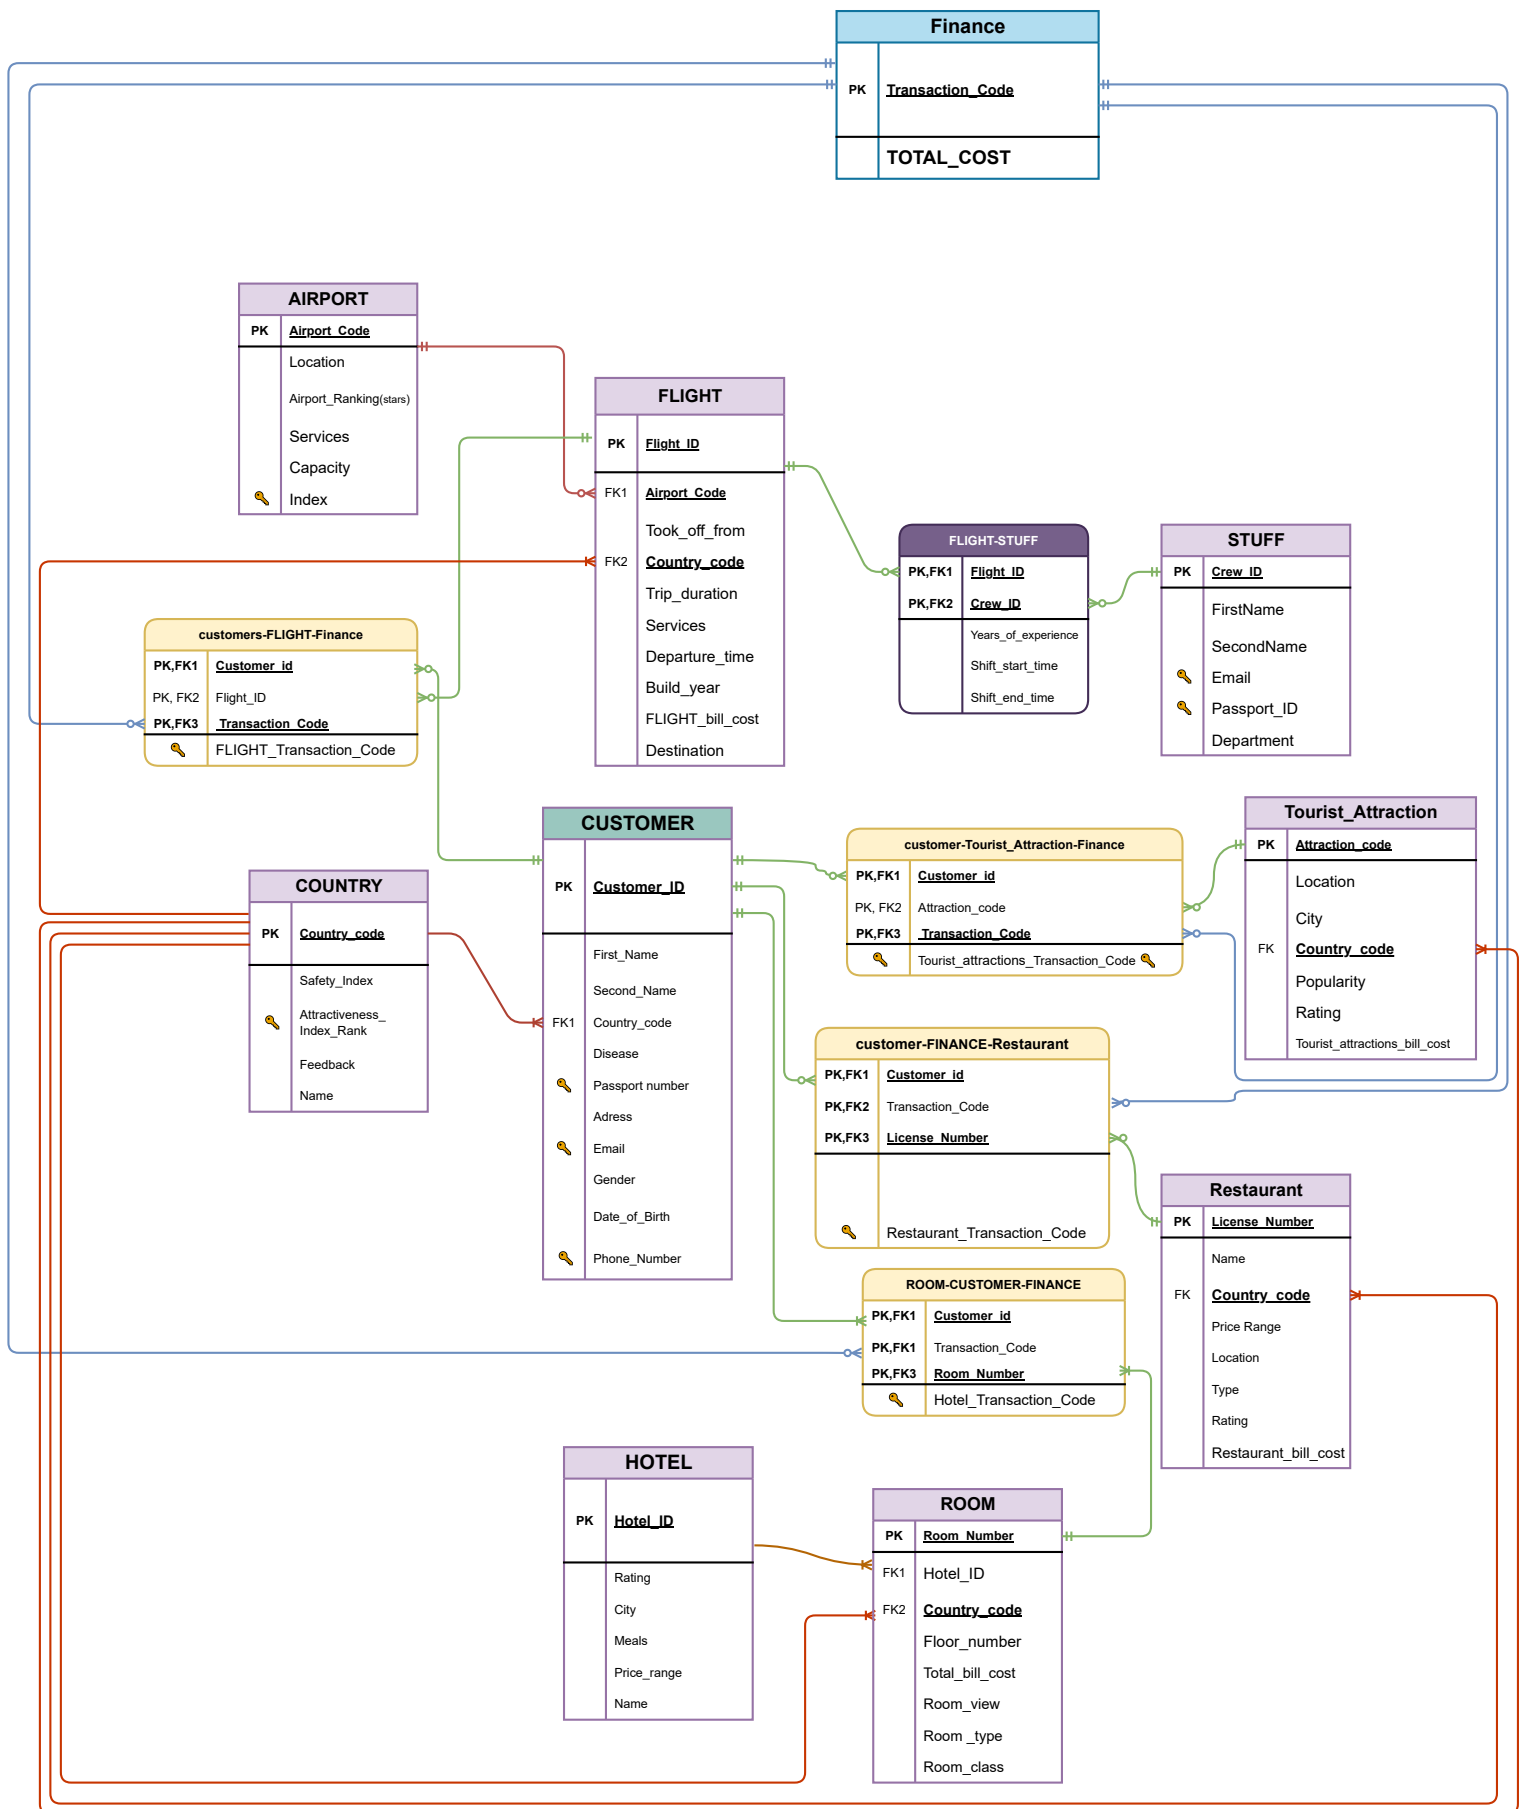 Finance
PK Transaction_Code
TOTAL_COST
AIRPORT
PK Airport_Code
Location
Airport_Ranking(stars)
Services
Capacity
Index
FLIGHT
PK Flight_ID
FK1 Airport_Code
Took_off_from
FK2 Country_code
Trip_duration
Services
Departure_time
Build_year
FLIGHT_bill_cost
Destination
FLIGHT-STUFF
PK,FK1 Flight_ID
PK,FK2 Crew_ID
Years_of_experience
Shift_start_time
Shift_end_time
STUFF
PK Crew_ID
FirstName
SecondName
Email
Passport_ID
Department
customers-FLIGHT-Finance
PK,FK1 Customer_id
PK, FK2 Flight_ID
PK,FK3 Transaction_Code
FLIGHT_Transaction_Code
CUSTOMER
PK Customer_ID
First_Name
Second_Name
FK1 Country_code
Disease
Passport number
Adress
Email
Gender
Date_of_Birth
Phone_Number
COUNTRY
PK Country_code
Safety_Index
Attractiveness_
Index_Rank
Feedback
Name
customer-Tourist_Attraction-Finance
PK,FK1 Customer_id
PK, FK2 Attraction_code
PK,FK3 Transaction_Code
Tourist_attractions_Transaction_Code
Tourist_Attraction
PK Attraction_code
Location
City
FK Country_code
Popularity
Rating
Tourist_attractions_bill_cost
customer-FINANCE-Restaurant
PK,FK1 Customer_id
PK,FK2 Transaction_Code
PK,FK3 License_Number
Restaurant_Transaction_Code
Restaurant
PK License_Number
Name
FK Country_code
Price Range
Location
Type
Rating
Restaurant_bill_cost
ROOM-CUSTOMER-FINANCE
PK,FK1 Customer_id
PK,FK1 Transaction_Code
PK,FK3 Room_Number
Hotel_Transaction_Code
HOTEL
PK Hotel_ID
Rating
City
Meals
Price_range
Name
ROOM
PK Room_Number
FK1 Hotel_ID
FK2 Country_code
Floor_number
Total_bill_cost
Room_view
Room _type
Room_class